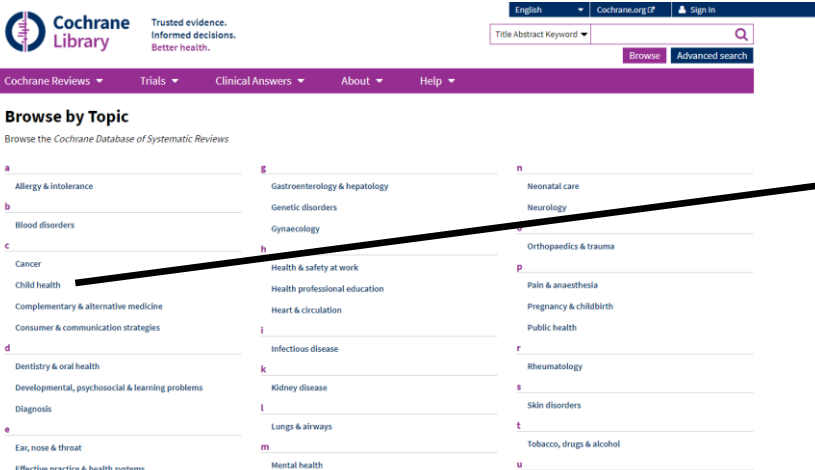 English
Cochrane.org
Sign In
Cochrane
Library
Trusted evidence.
Informed decisions.
Better health.
Title Abstract Keyword
Browse
Advanced search
Cochrane Reviews
Trials
Clinical Answers
About
Help
Browse by Topic
Browse the Cochrane Database of Systematic Reviews
a
Allergy & intolerance
b
Blood disorders
c
Cancer
Child health
Complementary & alternative medicine
Consumer & communication strategies
d
Dentistry & oral health
Developmental, psychosocial & learning problems
Diagnosis
e
Ear, nose & throat
Effective practice & health systems
g
Gastroenterology & hepatology
Genetic disorders
Gynaecology
h
Health & safety at work
Health professional education
Heart & circulation
i
Infectious disease
k
Kidney disease
l
Lungs & airways
m
Mental health
n
Neonatal care
Neurology
Orthopaedics & trauma
p
Pain & anaesthesia
Pregnancy & childbirth
Public health
r
Rheumatology
s
Skin disorders
t
Tobacco, drugs & alcohol
u